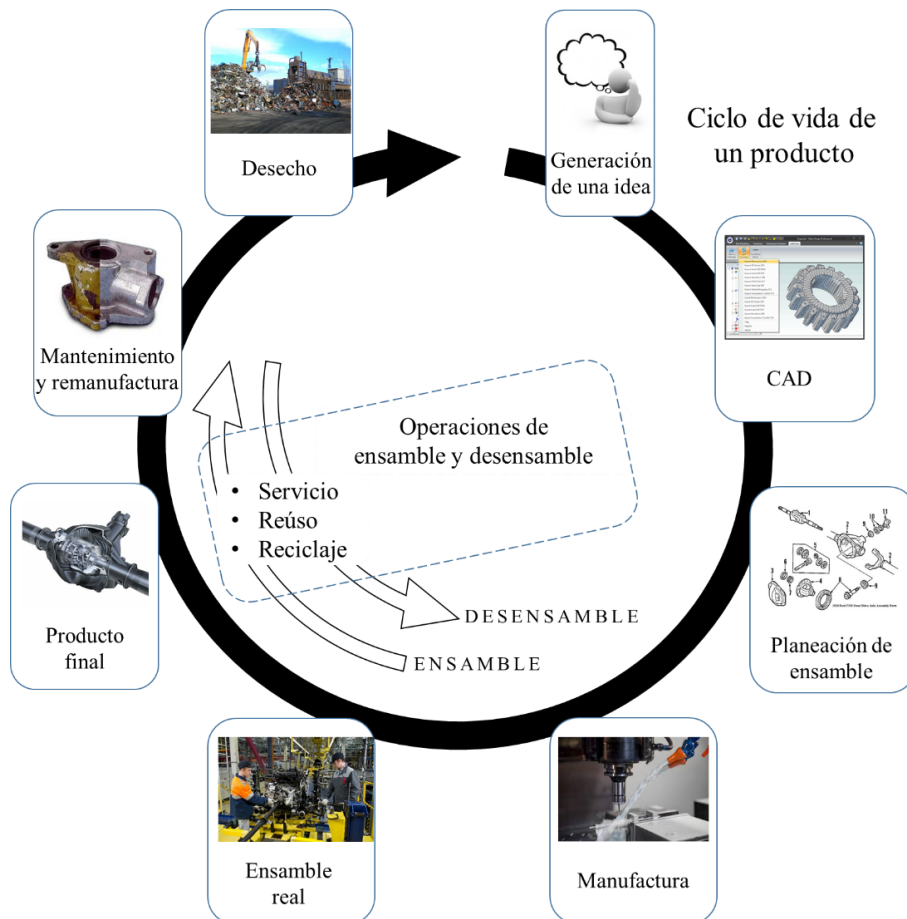 Ciclo de vida de
un producto
Generación
de una idea
CAD
Planeación de
ensamble
Manufactura
Ensamble
real
Producto
final
Mantenimiento
y remanufactura
Desecho
Operaciones de
ensamble y desensamble
• Servicio
• Reúso
• Reciclaje
DESENSAMBLE
ENSAMBLE